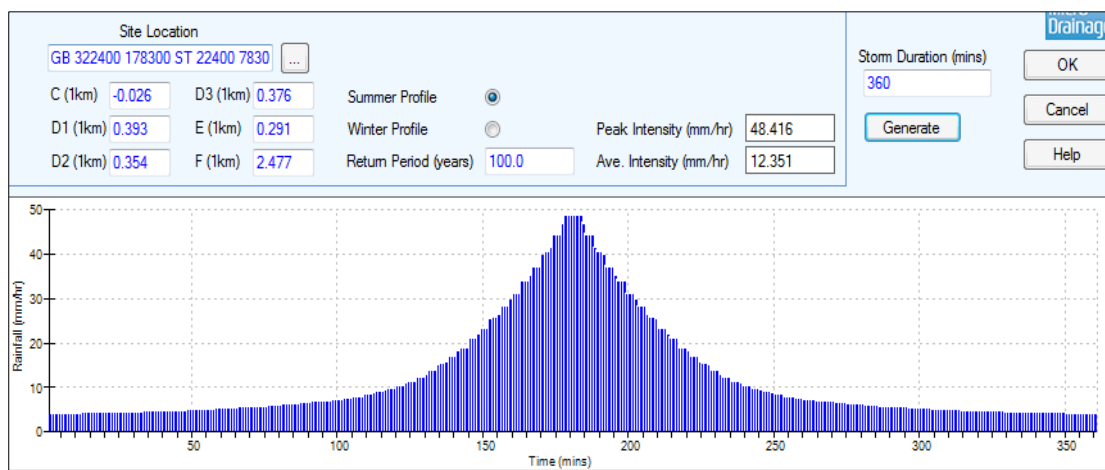 Site Location
GB 322400 178300 ST 22400 7830
...
C (1km) -0.026 D3 (1km) 0.376
D1 (1km) 0.393 E (1km) 0.291
D2 (1km) 0.354 F (1km) 2.477
Summer Profile
Winter Profile
Return Period (years) 100.0
Peak Intensity (mm/hr) 48.416
Ave. Intensity (mm/hr) 12.351
Storm Duration (mins)
360
Generate
Drainage
OK
Cancel
Help
Rainfall (mm/hr)
50
40
30
20
10
0
50 100 150 200 250 300 350
Time (mins)